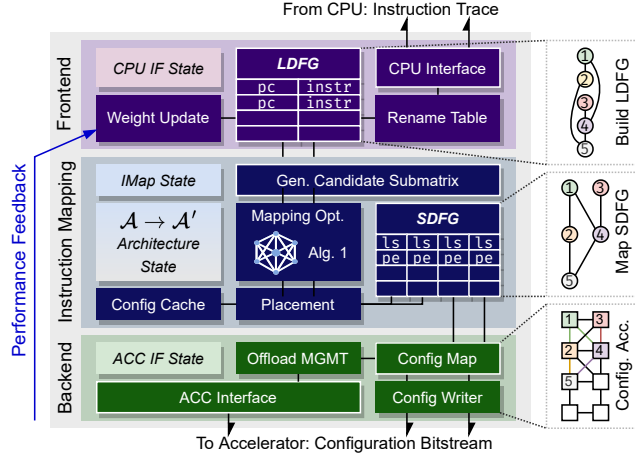 From CPU: Instruction Trace
Frontend
CPU IF State
LDFG
pc instr
pc instr
CPU Interface
Weight Update
Rename Table
Build LDFG
1
2
3
4
5
Performance Feedback
Instruction Mapping
IMap State
Gen. Candidate Submatrix
𝒜 → 𝒜′
Architecture
State
Mapping Opt.
Alg. 1
SDFG
ls ls ls ls
pe pe pe pe
Config Cache
Placement
Map SDFG
1 3
2 4
5
Backend
ACC IF State
Offload MGMT
Config Map
ACC Interface
Config Writer
Config. Acc.
1 3
2 4
5
To Accelerator: Configuration Bitstream